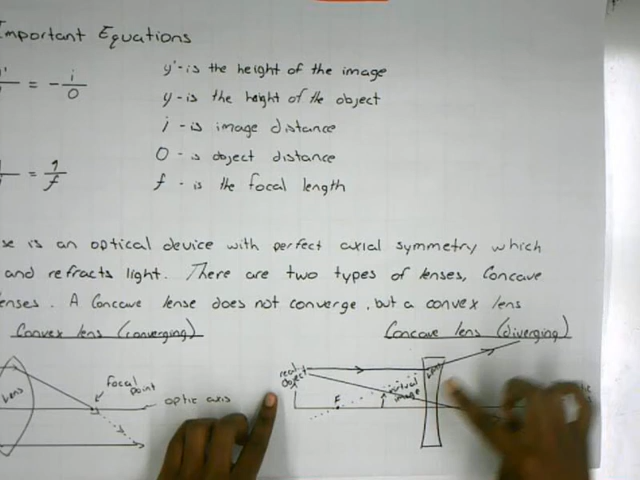 Important Equations
y'-is the height of the image
= - i/o
y - is the height of the object
i - is image distance
O - is object distance
= 1/f
f - is the focal length
se is an optical device with perfect axial symmetry which
and refracts light. There are two types of lenses, Concave
enses. A Concave lense does not converge, but a convex lens
Convex lens (converging)
Concave lens (diverging)
Lens
focal
point
optic axis
real
object
F
virtual
image
lens